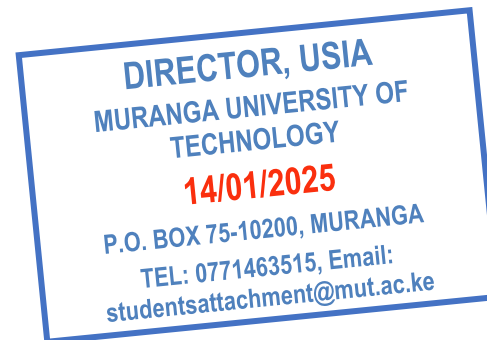 DIRECTOR, USIA
MURANGA UNIVERSITY OF
TECHNOLOGY
14/01/2025
P.O. BOX 75-10200, MURANGA
TEL: 0771463515, Email:
studentsattachment@mut.ac.ke